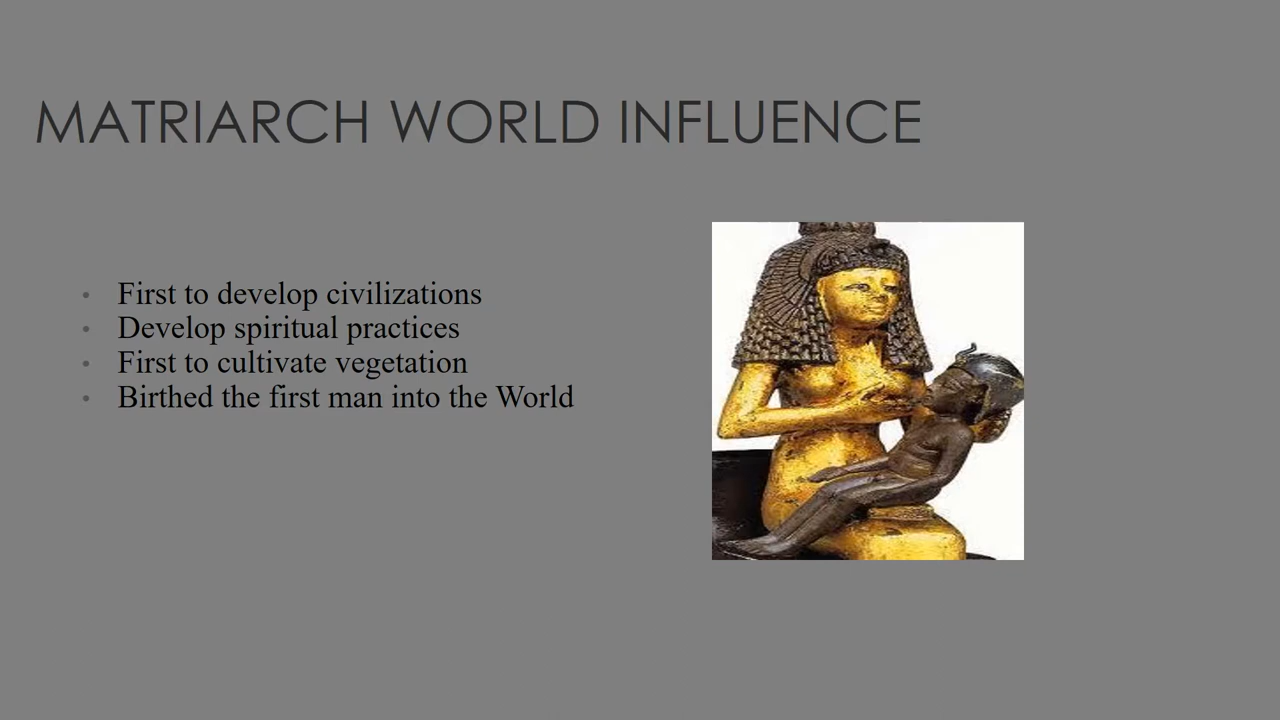 MATRIARCH WORLD INFLUENCE
• First to develop civilizations
• Develop spiritual practices
• First to cultivate vegetation
• Birthed the first man into the World